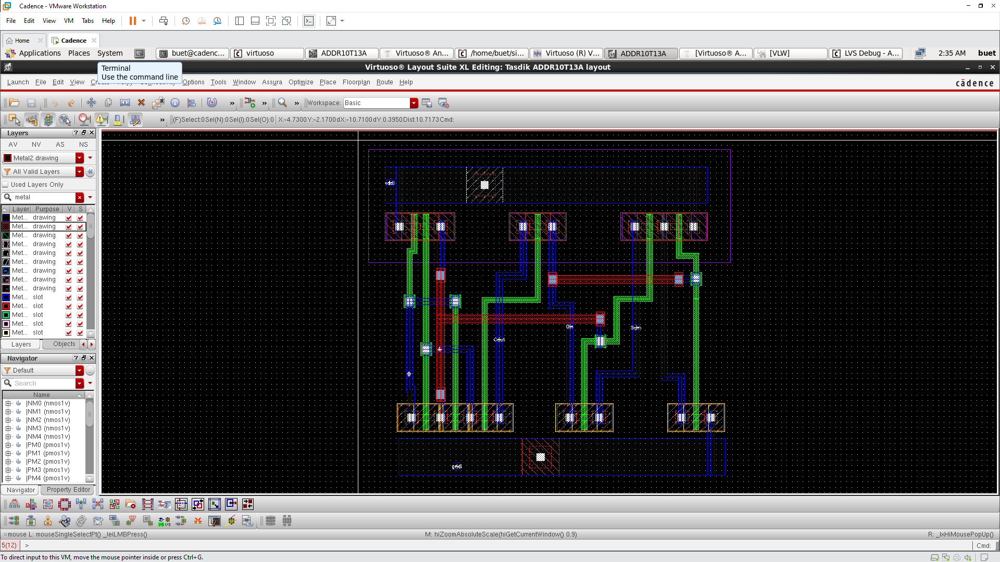 Cadence - VMware Workstation
File Edit View VM Tabs Help
Home Cadence
Applications Places System buet@cadenc... virtuoso ADDR10T13A Virtuoso® An... /home/buet/si... Virtuoso (R) V... ADDR10T13A [Virtuoso® A... [VLW] LVS Debug - A... 2:35 AM buet
Terminal
Use the command line
Virtuoso® Layout Suite XL Editing: Tasdik ADDR10T13A layout
Launch File Edit View Options Tools Window Assura Optimize Place Floorplan Route Help
cādence
Workspace: Basic
(F)Select:0 Sel(N):0 Sel(I):0 Sel(O):0 X:-4.7300 Y:-2.1700 dX:-10.7100 dY:0.3950 Dist:10.7173 Cmd:
Layers
AV NV AS NS
Metal2 drawing
All Valid Layers
Used Layers Only
metal
Layer Purpose V S
Met... drawing
Met... drawing
Met... drawing
Met... drawing
Met... drawing
Met... drawing
Met... drawing
Met... drawing
Met... drawing
Met... slot
Met... slot
Met... slot
Met... slot
Met... slot
Layers Objects
Navigator
Default
Search
Name
|NM0 (nmos1v)
|NM1 (nmos1v)
|NM2 (nmos1v)
|NM3 (nmos1v)
|NM4 (nmos1v)
|PM0 (pmos1v)
|PM1 (pmos1v)
|PM2 (pmos1v)
|PM3 (pmos1v)
|PM4 (pmos1v)
Navigator Property Editor
Cout
mouse L: mouseSingleSelectPt() _leiLMBPress() M: hiZoomAbsoluteScale(hiGetCurrentWindow() 0.9) R: _lxHiMousePopUp()
5(12) > Cmd:
To direct input to this VM, move the mouse pointer inside or press Ctrl+G.